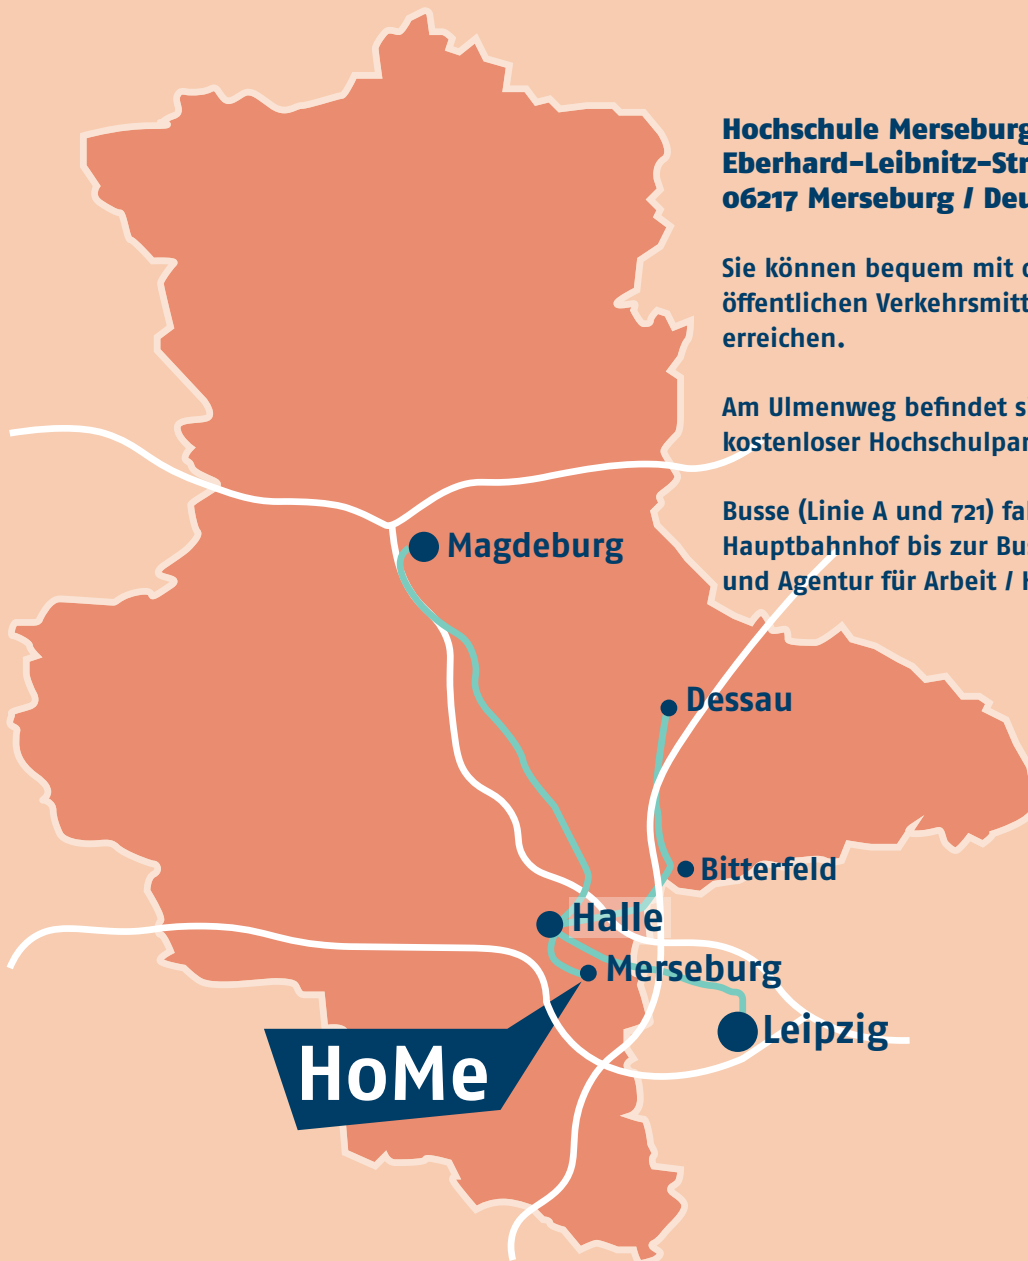 Hochschule Merseburg
Eberhard-Leibnitz-Str
06217 Merseburg / Deu
Sie können bequem mit d
öffentlichen Verkehrsmitt
erreichen.
Am Ulmenweg befindet s
kostenloser Hochschulpar
Busse (Linie A und 721) fah
Hauptbahnhof bis zur Bus
und Agentur für Arbeit / H
Magdeburg
Dessau
Bitterfeld
Halle
Merseburg
Leipzig
HoMe